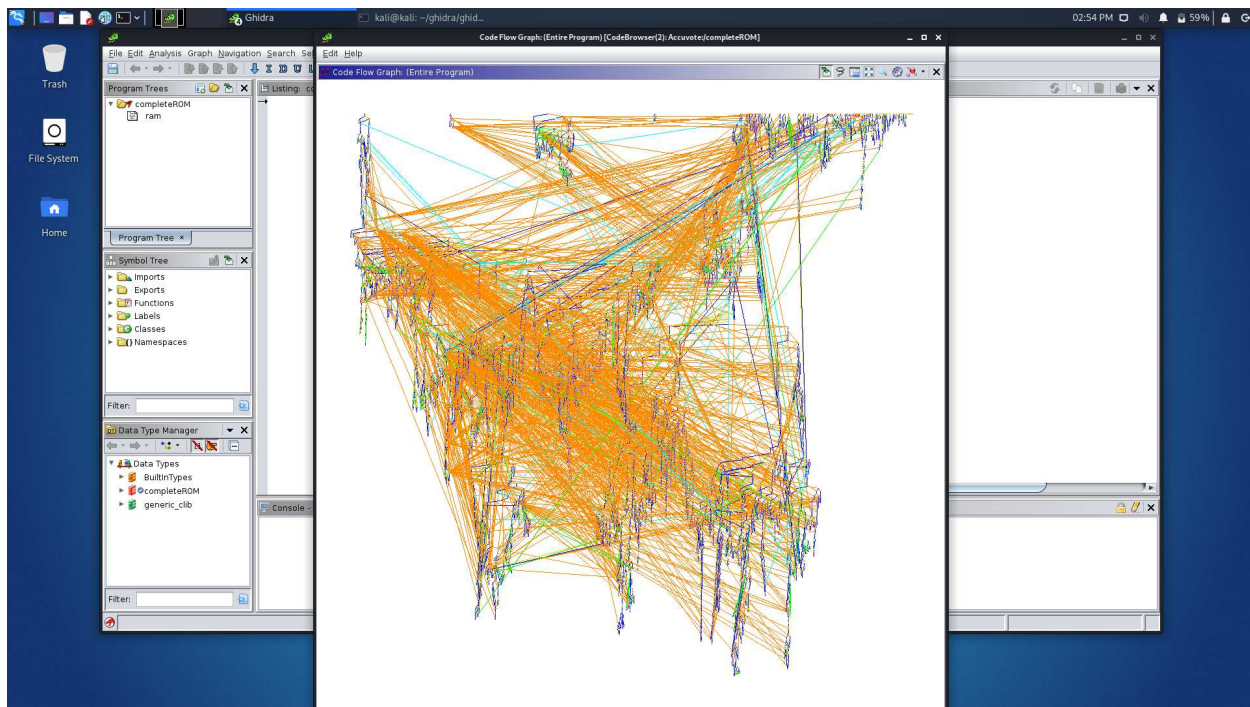 Ghidra
kali@kali: ~/ghidra/ghid...
02:54 PM
59%
Trash
File System
Home
File Edit Analysis Graph Navigation Search Sel
I D U L
Program Trees
completeROM
ram
Program Tree ×
Symbol Tree
Imports
Exports
Functions
Labels
Classes
Namespaces
Filter:
Data Type Manager
Data Types
BuiltInTypes
completeROM
generic_clib
Filter:
Listing: co
Console -
Code Flow Graph: (Entire Program) [CodeBrowser(2): Accuvote:/completeROM]
Edit Help
Code Flow Graph: (Entire Program)